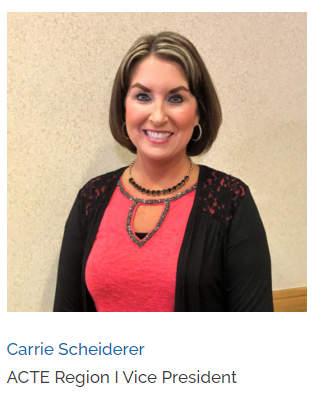 Carrie Scheiderer
ACTE Region I Vice President